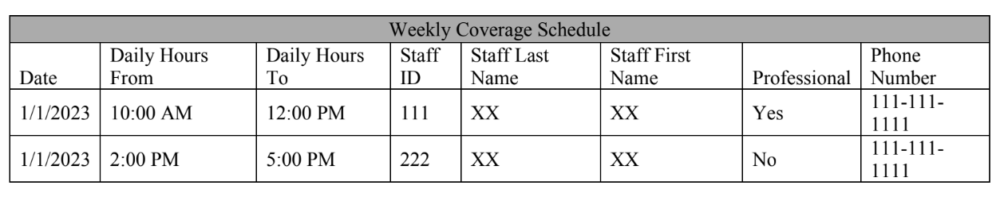 Weekly Coverage Schedule
Date Daily Hours From Daily Hours To Staff ID Staff Last Name Staff First Name Professional Phone Number
1/1/2023 10:00 AM 12:00 PM 111 XX XX Yes 111-111-1111
1/1/2023 2:00 PM 5:00 PM 222 XX XX No 111-111-1111